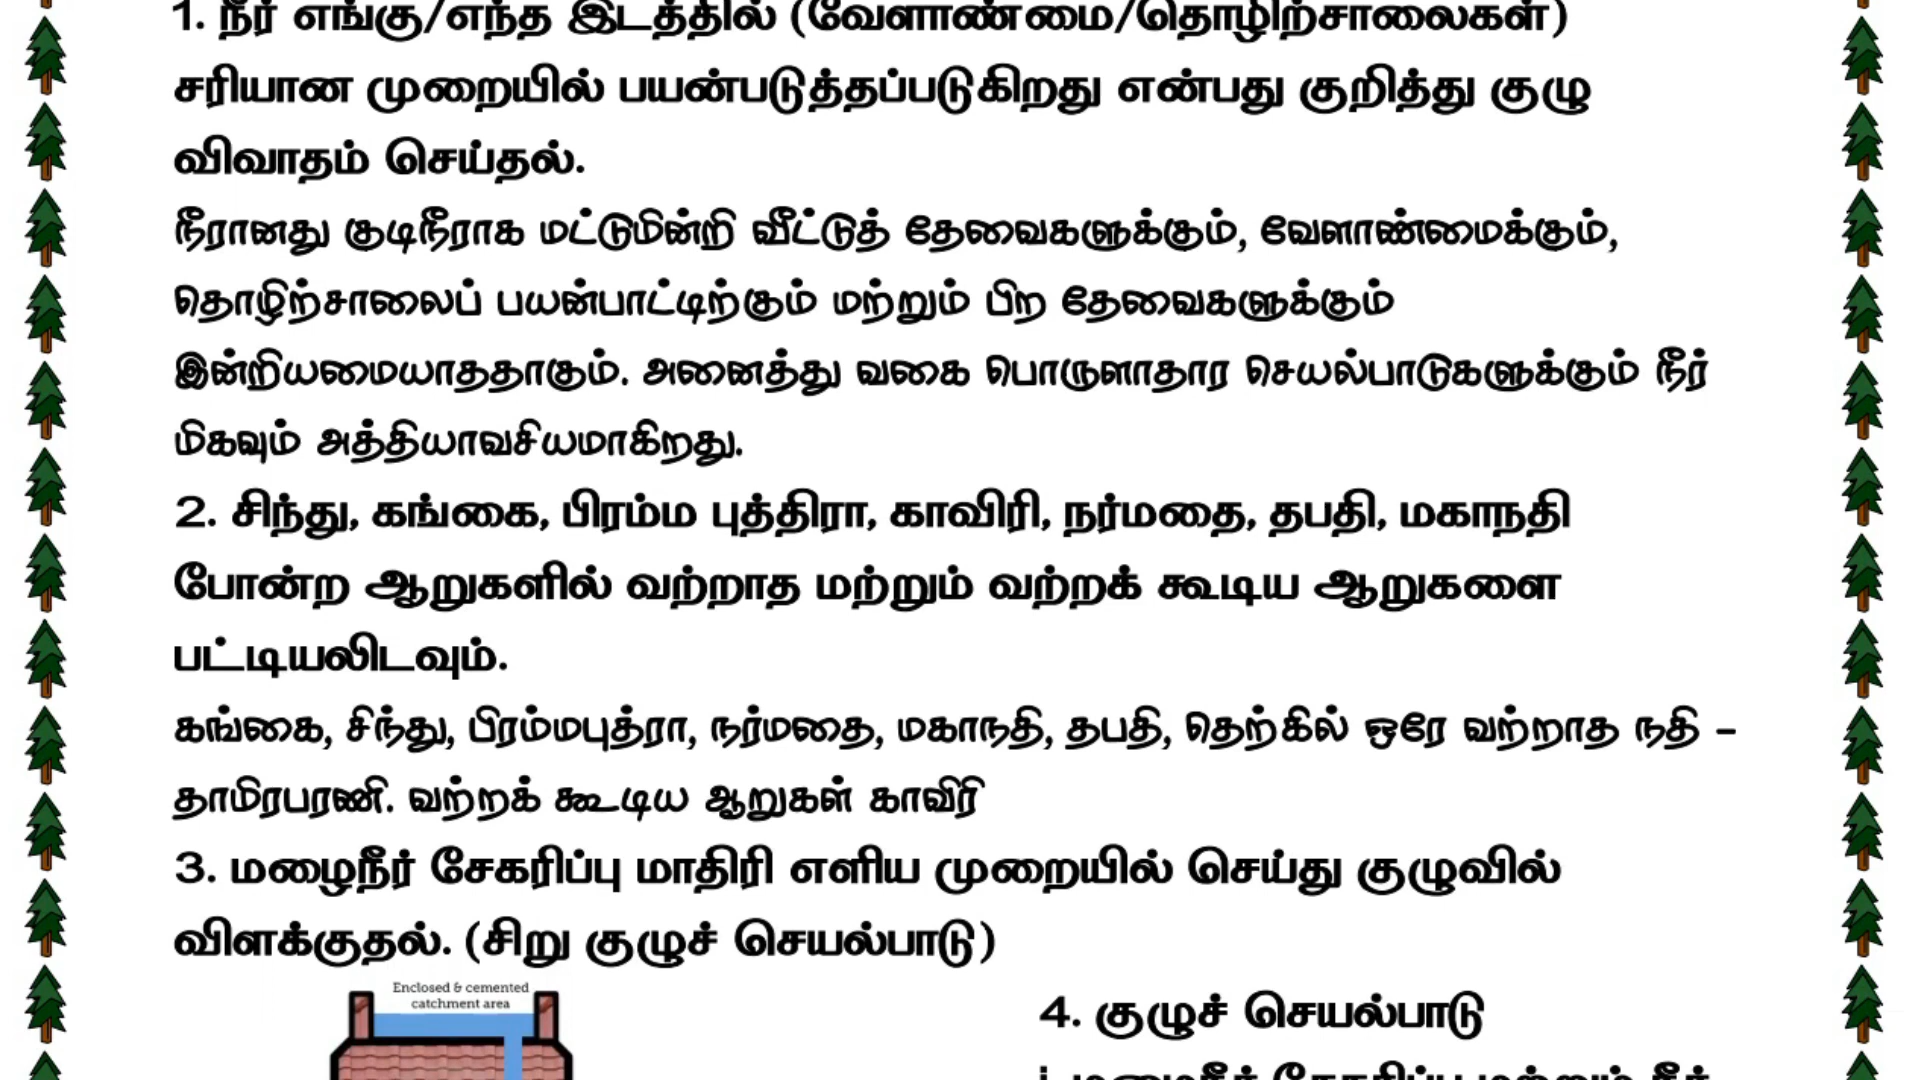 1. நீர் எங்கு/எந்த இடத்தில் (வேளாண்மை/தொழிற்சாலைகள்)
சரியான முறையில் பயன்படுத்தப்படுகிறது என்பது குறித்து குழு
விவாதம் செய்தல்.
நீரானது குடிநீராக மட்டுமின்றி வீட்டுத் தேவைகளுக்கும், வேளாண்மைக்கும்,
தொழிற்சாலைப் பயன்பாட்டிற்கும் மற்றும் பிற தேவைகளுக்கும்
இன்றியமையாததாகும். அனைத்து வகை பொருளாதார செயல்பாடுகளுக்கும் நீர்
மிகவும் அத்தியாவசியமாகிறது.
2. சிந்து, கங்கை, பிரம்ம புத்திரா, காவிரி, நர்மதை, தபதி, மகாநதி
போன்ற ஆறுகளில் வற்றாத மற்றும் வற்றக் கூடிய ஆறுகளை
பட்டியலிடவும்.
கங்கை, சிந்து, பிரம்மபுத்ரா, நர்மதை, மகாநதி, தபதி, தெற்கில் ஒரே வற்றாத நதி –
தாமிரபரணி. வற்றக் கூடிய ஆறுகள் காவிரி
3. மழைநீர் சேகரிப்பு மாதிரி எளிய முறையில் செய்து குழுவில்
விளக்குதல். (சிறு குழுச் செயல்பாடு)
Enclosed & cemented
catchment area
4. குழுச் செயல்பாடு
i. மழைநீர் சேகரிப்பு மற்றும் நீர்